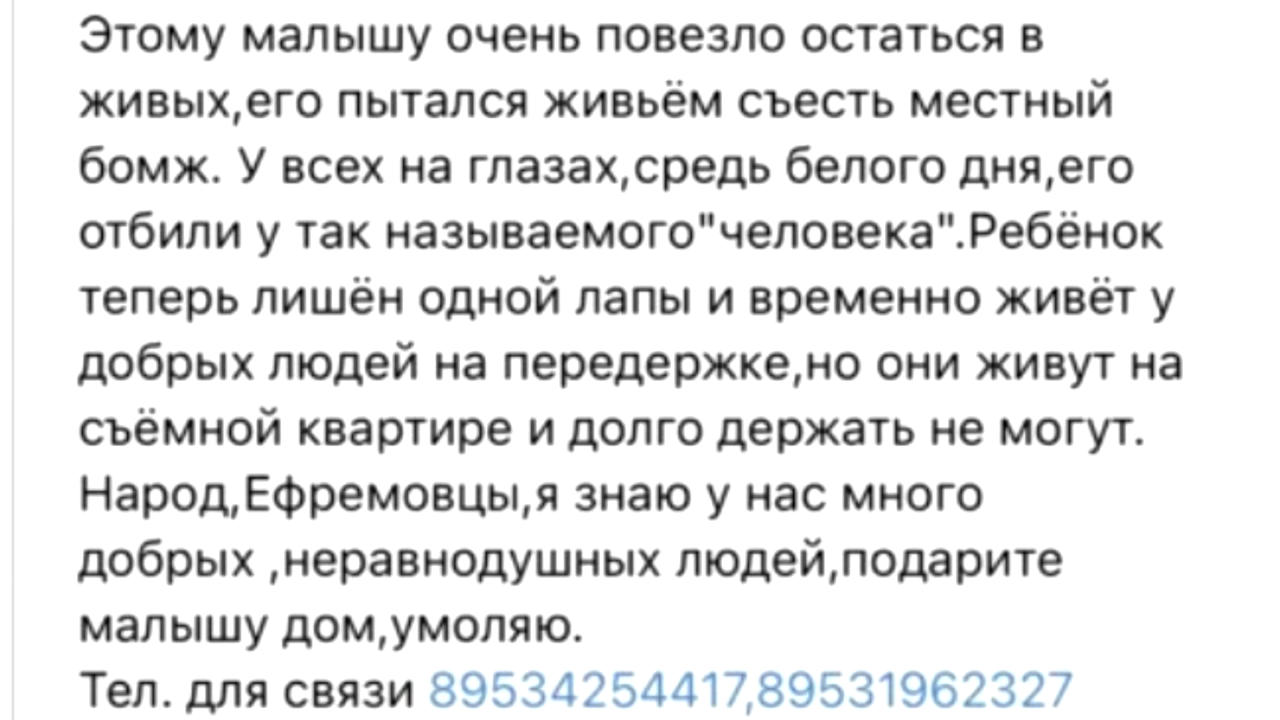 Этому малышу очень повезло остаться в
живых,его пытался живьём съесть местный
бомж. У всех на глазах,средь белого дня,его
отбили у так называемого"человека".Ребёнок
теперь лишён одной лапы и временно живёт у
добрых людей на передержке,но они живут на
съёмной квартире и долго держать не могут.
Народ,Ефремовцы,я знаю у нас много
добрых ,неравнодушных людей,подарите
малышу дом,умоляю.
Тел. для связи 89534254417,89531962327